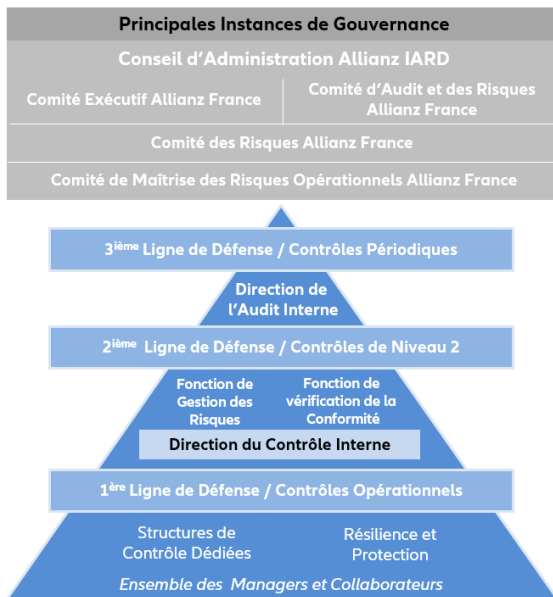 Principales Instances de Gouvernance
Conseil d'Administration Allianz IARD
Comité Exécutif Allianz France
Comité d'Audit et des Risques
Allianz France
Comité des Risques Allianz France
Comité de Maîtrise des Risques Opérationnels Allianz France
3ième Ligne de Défense / Contrôles Périodiques
Direction de
l'Audit Interne
2ième Ligne de Défense / Contrôles de Niveau 2
Fonction de
Gestion des
Risques
Fonction de
vérification de la
Conformité
Direction du Contrôle Interne
1ère Ligne de Défense / Contrôles Opérationnels
Structures de
Contrôle Dédiées
Résilience et
Protection
Ensemble des Managers et Collaborateurs